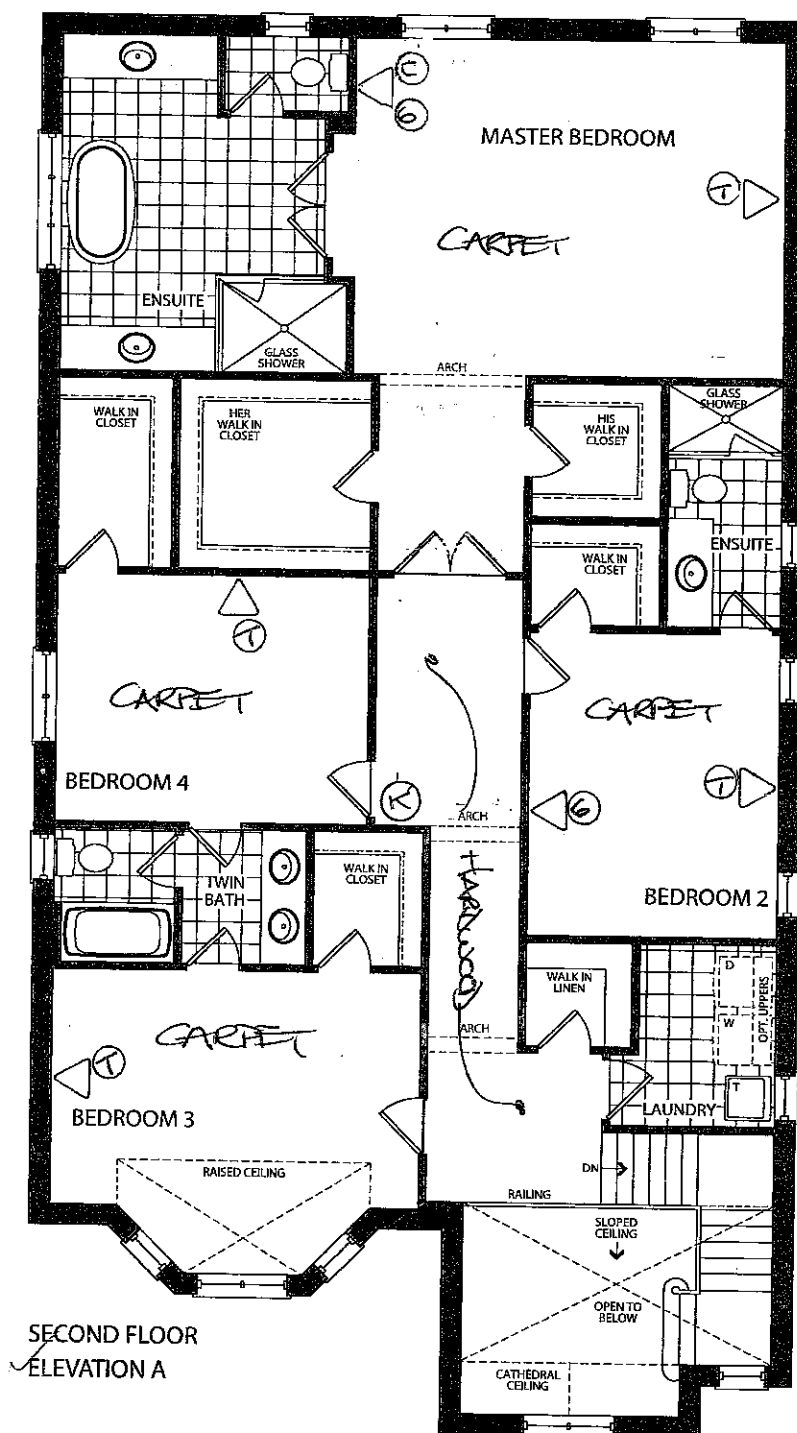 MASTER BEDROOM
U
6
T
CARPET
ENSUITE
GLASS
SHOWER
ARCH
WALK IN
CLOSET
HER
WALK IN
CLOSET
HIS
WALK IN
CLOSET
GLASS
SHOWER
ENSUITE
WALK IN
CLOSET
T
CARPET
BEDROOM 4
K
ARCH
CARPET
T
6
BEDROOM 2
TWIN
BATH
WALK IN
CLOSET
HARDWOOD
WALK IN
LINEN
D
W
OPT. UPPERS
T
LAUNDRY
ARCH
CARPET
T
BEDROOM 3
RAISED CEILING
DN
RAILING
SLOPED
CEILING
OPEN TO
BELOW
CATHEDRAL
CEILING
SECOND FLOOR
ELEVATION A